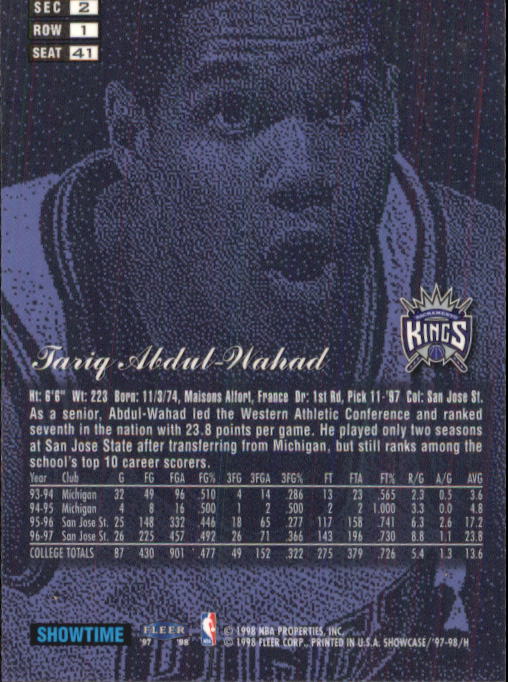 SEC 2
ROW 1
SEAT 41
SACRAMENTO
KINGS
Tariq Abdul-Wahad
Ht: 6'6" Wt: 223 Born: 11/3/74, Maisons Alfort, France Dr: 1st Rd, Pick 11-'97 Col: San Jose St.
As a senior, Abdul-Wahad led the Western Athletic Conference and ranked
seventh in the nation with 23.8 points per game. He played only two seasons
at San Jose State after transferring from Michigan, but still ranks among the
school's top 10 career scorers.
Year Club G FG FGA FG% 3FG 3FGA 3FG% FT FTA FT% R/G A/G AVG
93-94 Michigan 32 49 96 .510 4 14 .286 13 23 .565 2.3 0.5 3.6
94-95 Michigan 4 8 16 .500 1 2 .500 2 2 1.000 3.3 0.0 4.8
95-96 San Jose St. 25 148 332 .446 18 65 .277 117 158 .741 6.3 2.6 17.2
96-97 San Jose St. 26 225 457 .492 26 71 .366 143 196 .730 8.8 1.1 23.8
COLLEGE TOTALS 87 430 901 .477 49 152 .322 275 379 .726 5.4 1.3 13.6
SHOWTIME
FLEER
'97 '98
© 1998 NBA PROPERTIES, INC.
© 1998 FLEER CORP., PRINTED IN U.S.A. SHOWCASE/'97-98/H